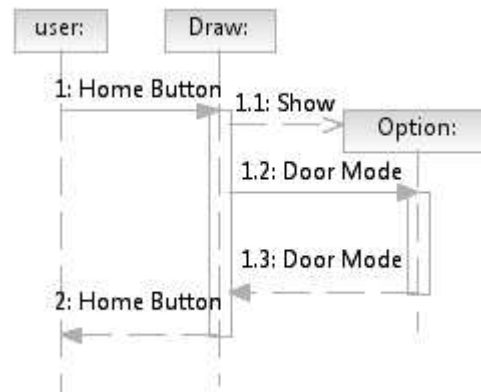 user:
Draw:
1: Home Button
1.1: Show
Option:
1.2: Door Mode
1.3: Door Mode
2: Home Button